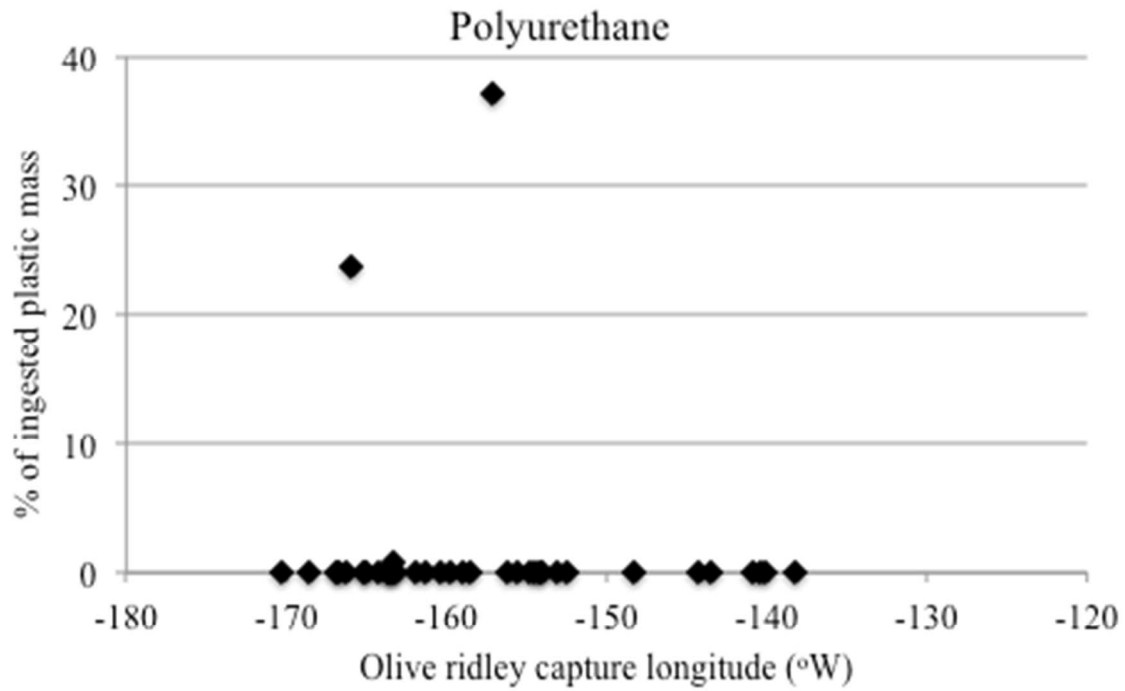 Polyurethane
40
30
20
10
0
% of ingested plastic mass
-180 -170 -160 -150 -140 -130 -120
Olive ridley capture longitude (ºW)